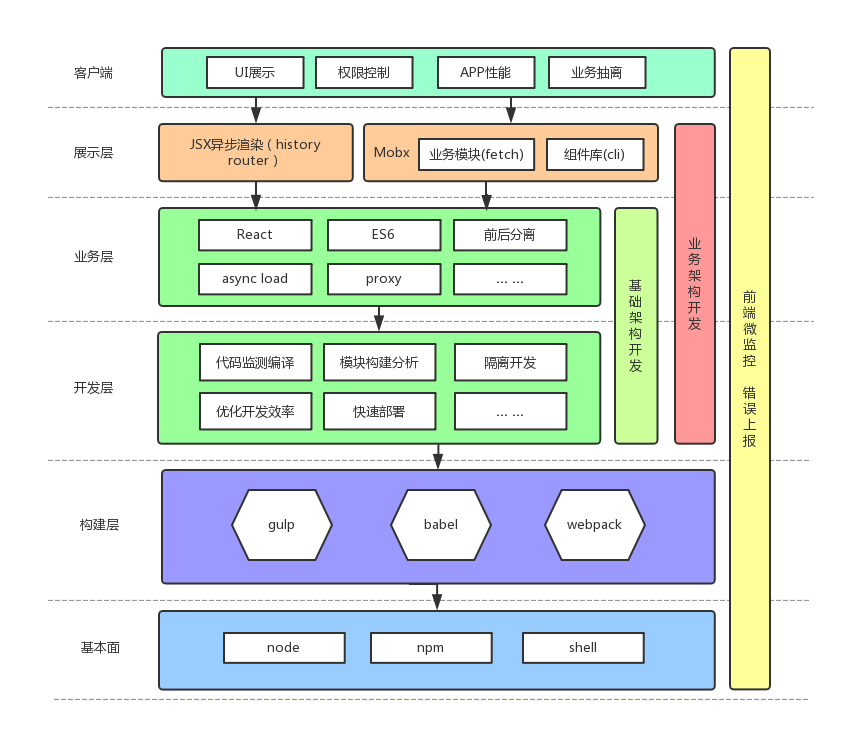 客户端
UI展示
权限控制
APP性能
业务抽离
展示层
JSX异步渲染（history
router）
Mobx
业务模块(fetch)
组件库(cli)
业务层
React
ES6
前后分离
async load
proxy
... ...
开发层
代码监测编译
模块构建分析
隔离开发
优化开发效率
快速部署
... ...
基础架构开发
业务架构开发
前端微监控 错误上报
构建层
gulp
babel
webpack
基本面
node
npm
shell